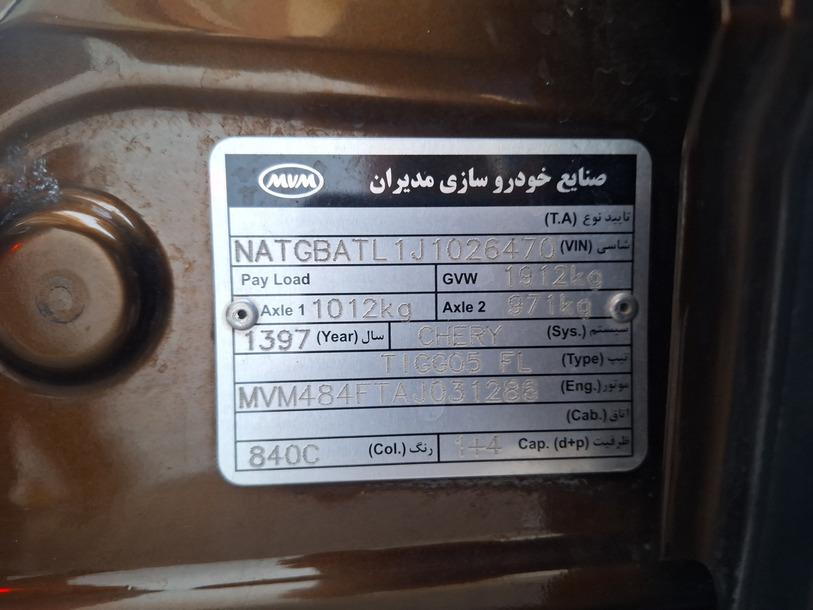 MVM صنایع خودرو سازی مدیران
تایید نوع (T.A)
شاسی (VIN) NATGBATL1J1026470
Pay Load GVW 1912kg
Axle 1 1012kg Axle 2 971kg
1397 (Year) سال CHERY (Sys.) سیستم
TIGGO5 FL (Type) تیپ
MVM484FTAJ031288 (Eng.) موتور
اتاق (Cab.)
840C (Col.) رنگ 1+4 Cap. (d+p) ظرفیت